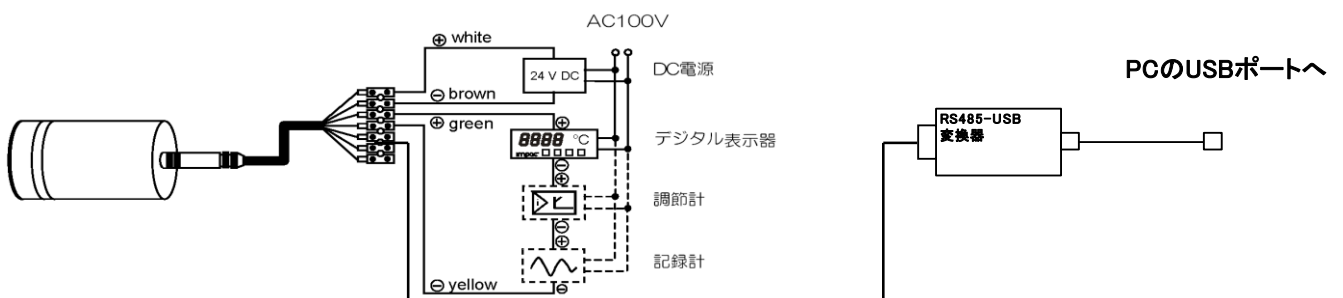 AC100V
⊕ white
24 V DC
DC電源
PCのUSBポートへ
⊖ brown
⊕ green
RS485-USB
変換器
8888 °C
impac
デジタル表示器
調節計
記録計
⊖ yellow